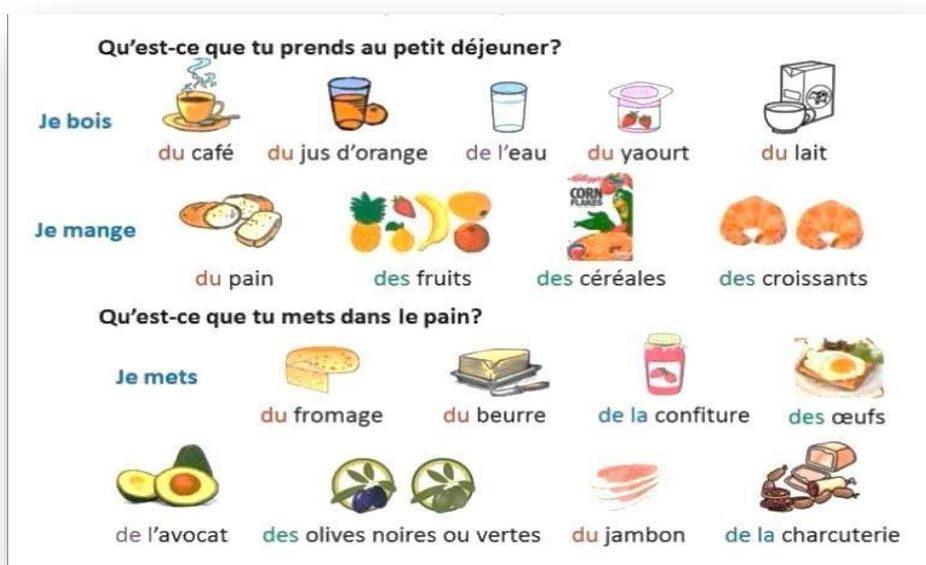 Qu'est-ce que tu prends au petit déjeuner?
Je bois
du café du jus d'orange de l'eau du yaourt du lait
Je mange
CORN
FLAKES
du pain des fruits des céréales des croissants
Qu'est-ce que tu mets dans le pain?
Je mets
du fromage du beurre de la confiture des œufs
de l'avocat des olives noires ou vertes du jambon de la charcuterie